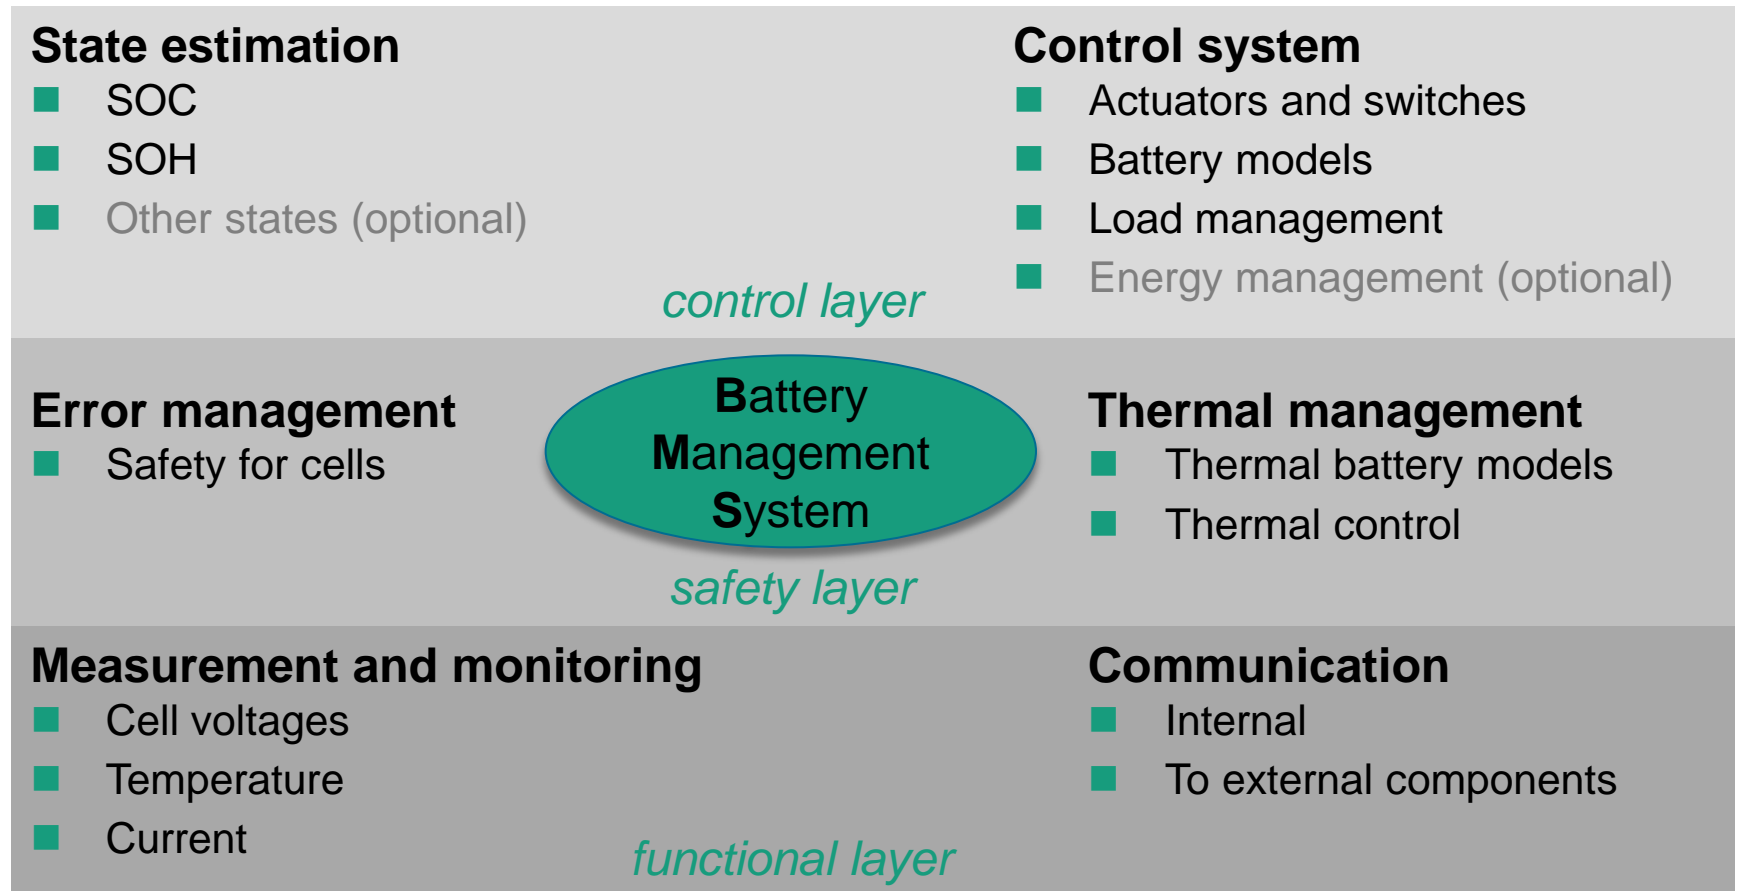 State estimation
SOC
SOH
Other states (optional)
Control system
Actuators and switches
Battery models
Load management
Energy management (optional)
control layer
Error management
Safety for cells
Battery
Management
System
Thermal management
Thermal battery models
Thermal control
safety layer
Measurement and monitoring
Cell voltages
Temperature
Current
Communication
Internal
To external components
functional layer